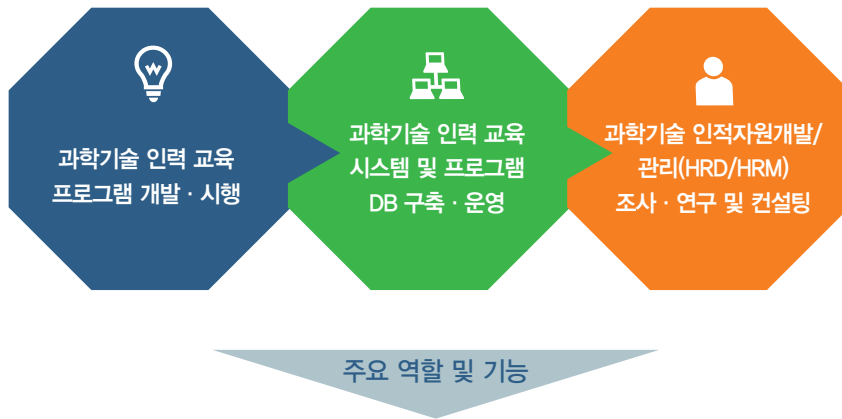 과학기술 인력 교육
프로그램 개발 · 시행
과학기술 인력 교육
시스템 및 프로그램
DB 구축 · 운영
과학기술 인적자원개발/
관리(HRD/HRM)
조사 · 연구 및 컨설팅
주요 역할 및 기능